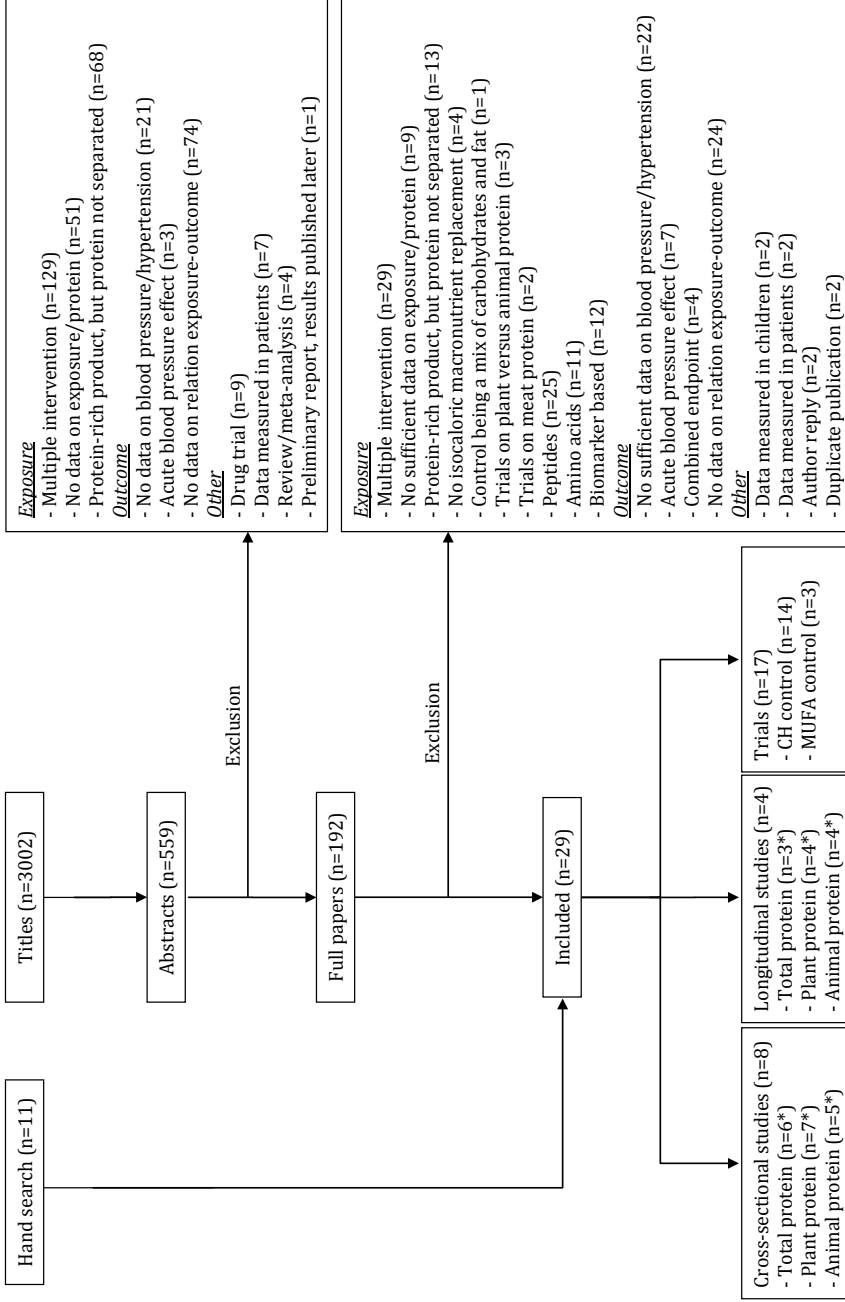 Hand search (n=11)
Titles (n=3002)
Abstracts (n=559)
Exclusion
Exposure
- Multiple intervention (n=129)
- No data on exposure/protein (n=51)
- Protein-rich product, but protein not separated (n=68)
Outcome
- No data on blood pressure/hypertension (n=21)
- Acute blood pressure effect (n=3)
- No data on relation exposure-outcome (n=74)
Other
- Drug trial (n=9)
- Data measured in patients (n=7)
- Review/meta-analysis (n=4)
- Preliminary report, results published later (n=1)
Full papers (n=192)
Exclusion
Exposure
- Multiple intervention (n=29)
- No sufficient data on exposure/protein (n=9)
- Protein-rich product, but protein not separated (n=13)
- No isocaloric macronutrient replacement (n=4)
- Control being a mix of carbohydrates and fat (n=1)
- Trials on plant versus animal protein (n=3)
- Trials on meat protein (n=2)
- Peptides (n=25)
- Amino acids (n=11)
- Biomarker based (n=12)
Outcome
- No sufficient data on blood pressure/hypertension (n=22)
- Acute blood pressure effect (n=7)
- Combined endpoint (n=4)
- No data on relation exposure-outcome (n=24)
Other
- Data measured in children (n=2)
- Data measured in patients (n=2)
- Author reply (n=2)
- Duplicate publication (n=2)
Included (n=29)
Cross-sectional studies (n=8)
- Total protein (n=6*)
- Plant protein (n=7*)
- Animal protein (n=5*)
Longitudinal studies (n=4)
- Total protein (n=3*)
- Plant protein (n=4*)
- Animal protein (n=4*)
Trials (n=17)
- CH control (n=14)
- MUFA control (n=3)